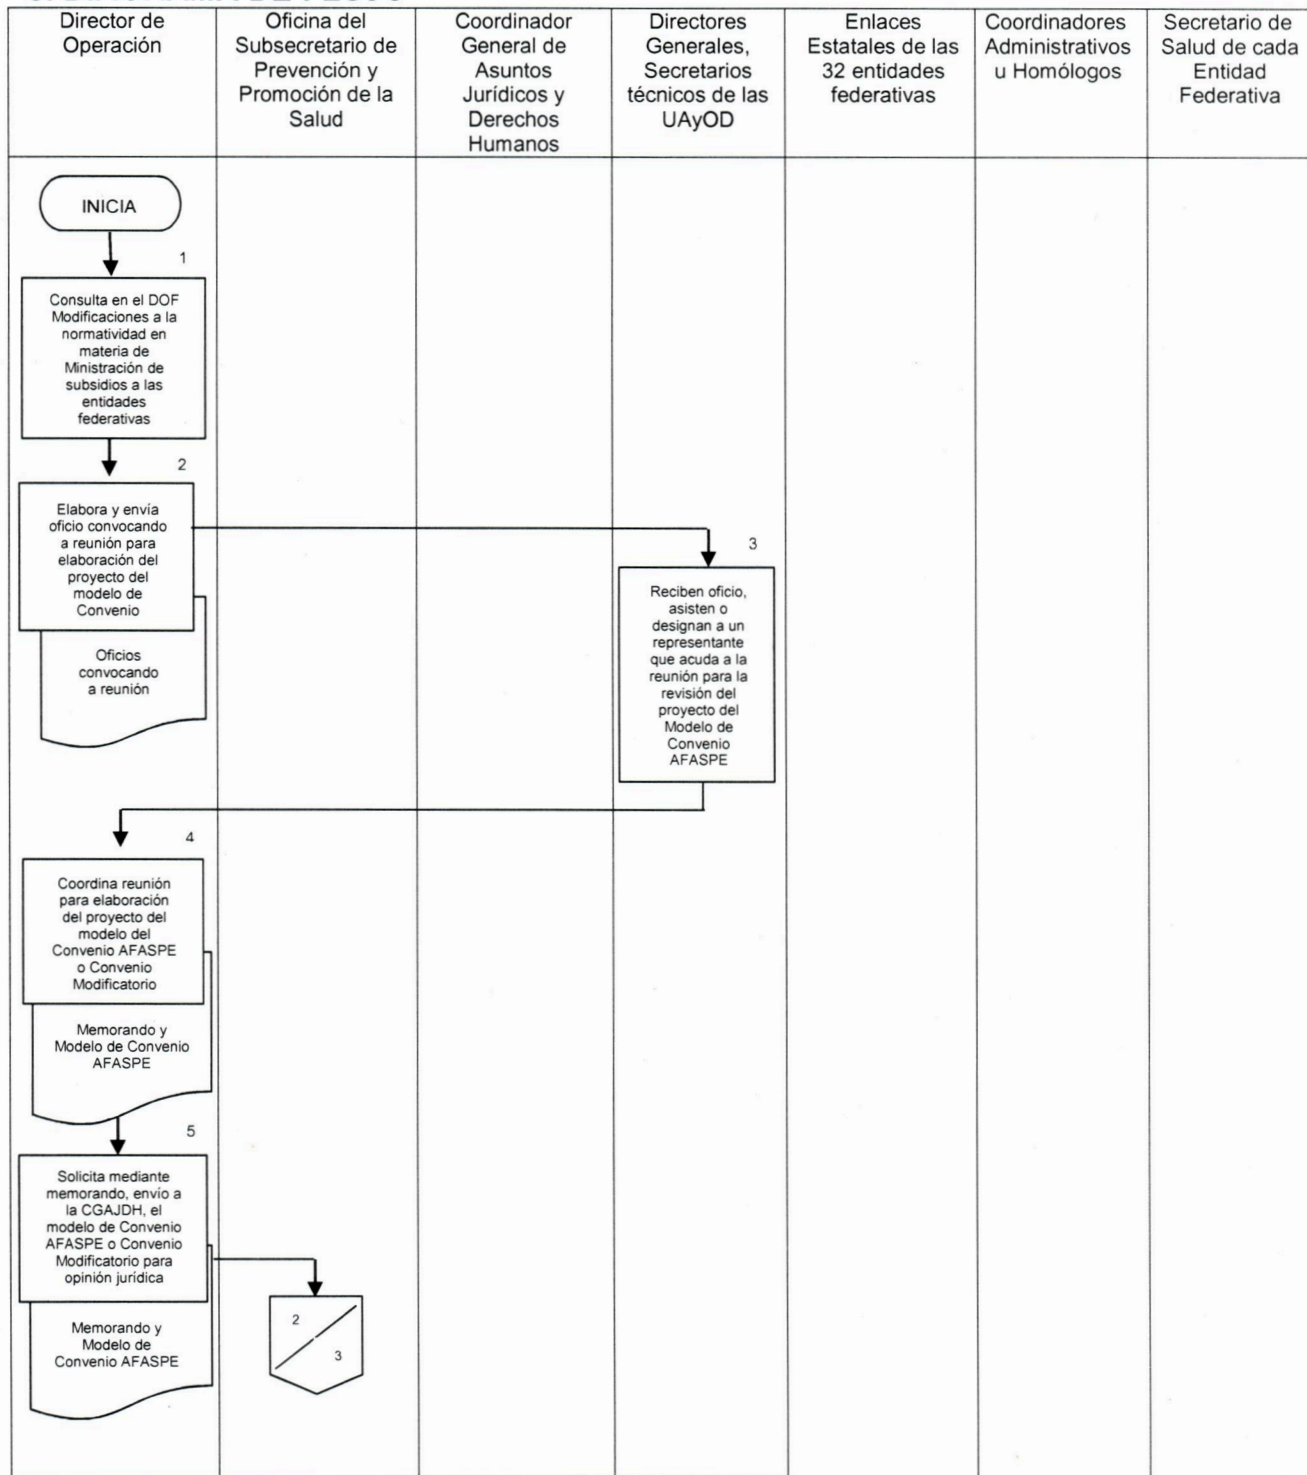 Director de
Operación
Oficina del
Subsecretario de
Prevención y
Promoción de la
Salud
Coordinador
General de
Asuntos
Jurídicos y
Derechos
Humanos
Directores
Generales,
Secretarios
técnicos de las
UAyOD
Enlaces
Estatales de las
32 entidades
federativas
Coordinadores
Administrativos
u Homólogos
Secretario de
Salud de cada
Entidad
Federativa
INICIA
1
Consulta en el DOF
Modificaciones a la
normatividad en
materia de
Ministración de
subsidios a las
entidades
federativas
2
Elabora y envía
oficio convocando
a reunión para
elaboración del
proyecto del
modelo de
Convenio
Oficios
convocando
a reunión
3
Reciben oficio,
asisten o
designan a un
representante
que acuda a la
reunión para la
revisión del
proyecto del
Modelo de
Convenio
AFASPE
4
Coordina reunión
para elaboración
del proyecto del
modelo del
Convenio AFASPE
o Convenio
Modificatorio
Memorando y
Modelo de Convenio
AFASPE
5
Solicita mediante
memorando, envío a
la CGAJDH, el
modelo de Convenio
AFASPE o Convenio
Modificatorio para
opinión jurídica
Memorando y
Modelo de
Convenio AFASPE
2
3